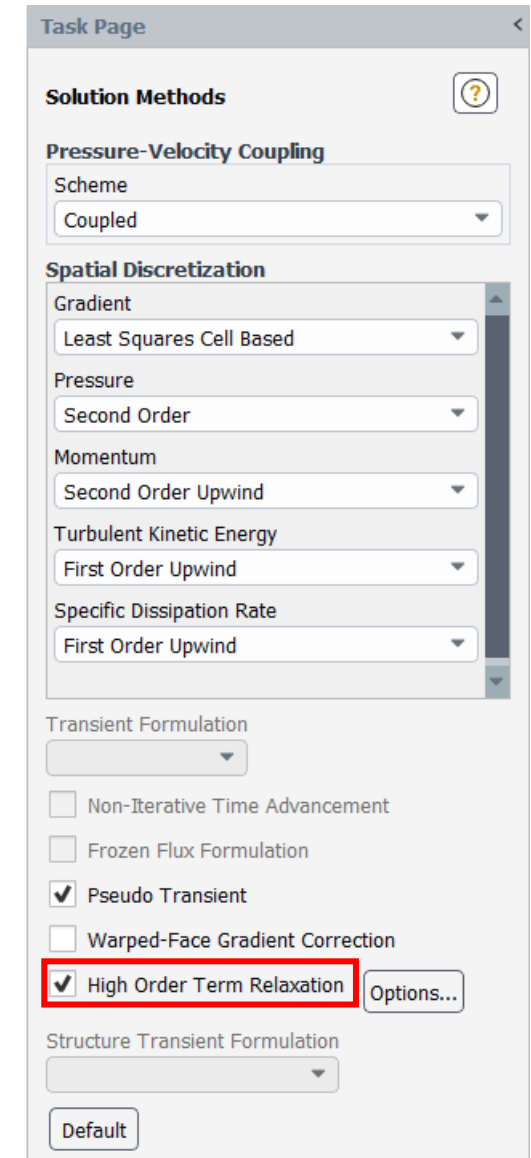 Task Page <
Solution Methods ?
Pressure-Velocity Coupling
Scheme
Coupled
Spatial Discretization
Gradient
Least Squares Cell Based
Pressure
Second Order
Momentum
Second Order Upwind
Turbulent Kinetic Energy
First Order Upwind
Specific Dissipation Rate
First Order Upwind
Transient Formulation
Non-Iterative Time Advancement
Frozen Flux Formulation
Pseudo Transient
Warped-Face Gradient Correction
High Order Term Relaxation Options...
Structure Transient Formulation
Default